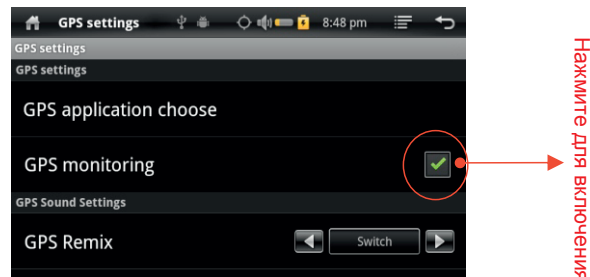 GPS settings 8:48 pm
GPS settings
GPS settings
GPS application choose
GPS monitoring
GPS Sound Settings
GPS Remix Switch
Нажмите для включения